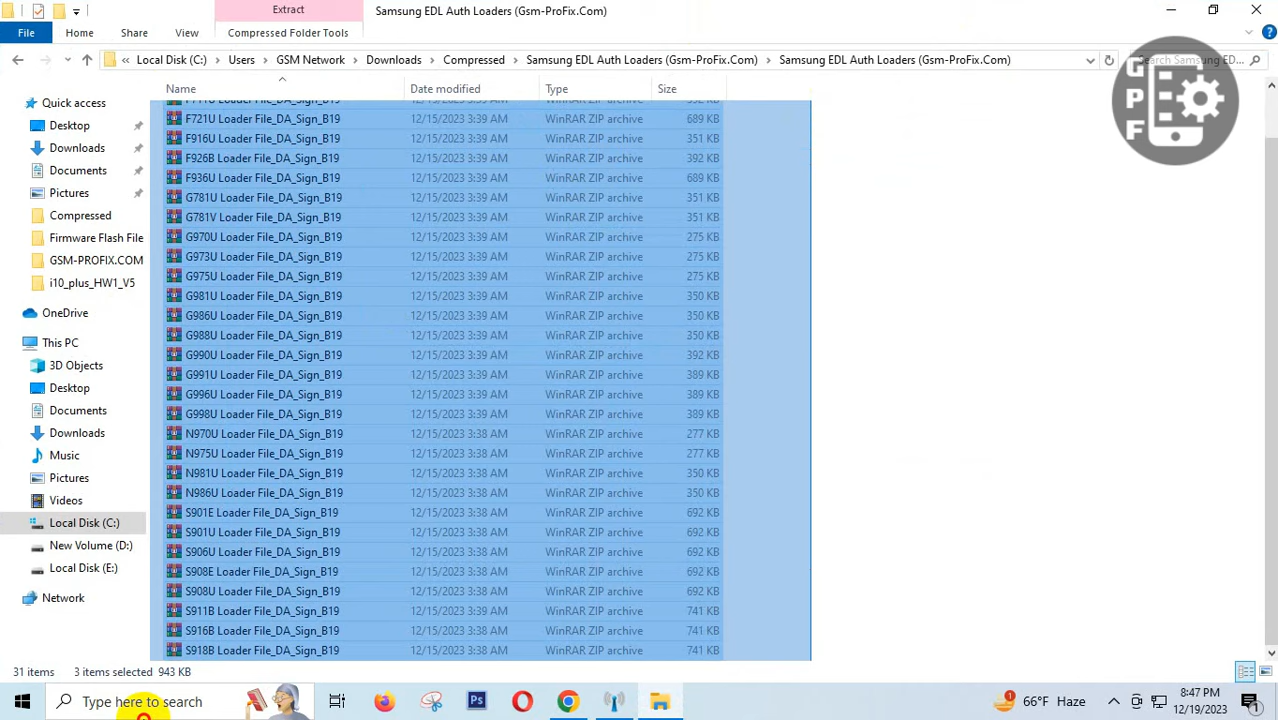 Extract
Samsung EDL Auth Loaders (Gsm-ProFix.Com)
File
Home
Share
View
Compressed Folder Tools
Local Disk (C:) > Users > GSM Network > Downloads > Compressed > Samsung EDL Auth Loaders (Gsm-ProFix.Com) > Samsung EDL Auth Loaders (Gsm-ProFix.Com)
Search Samsung ED...
G
P
F
Name Date modified Type Size
Quick access
Desktop
Downloads
Documents
Pictures
Compressed
Firmware Flash File
GSM-PROFIX.COM
i10_plus_HW1_V5
OneDrive
This PC
3D Objects
Desktop
Documents
Downloads
Music
Pictures
Videos
Local Disk (C:)
New Volume (D:)
Local Disk (E:)
Network
F721U Loader File_DA_Sign_B19 12/15/2023 3:39 AM WinRAR ZIP archive 689 KB
F916U Loader File_DA_Sign_B19 12/15/2023 3:39 AM WinRAR ZIP archive 351 KB
F926B Loader File_DA_Sign_B19 12/15/2023 3:39 AM WinRAR ZIP archive 392 KB
F936U Loader File_DA_Sign_B19 12/15/2023 3:39 AM WinRAR ZIP archive 689 KB
G781U Loader File_DA_Sign_B19 12/15/2023 3:39 AM WinRAR ZIP archive 351 KB
G781V Loader File_DA_Sign_B19 12/15/2023 3:39 AM WinRAR ZIP archive 351 KB
G970U Loader File_DA_Sign_B19 12/15/2023 3:39 AM WinRAR ZIP archive 275 KB
G973U Loader File_DA_Sign_B19 12/15/2023 3:39 AM WinRAR ZIP archive 275 KB
G975U Loader File_DA_Sign_B19 12/15/2023 3:39 AM WinRAR ZIP archive 275 KB
G981U Loader File_DA_Sign_B19 12/15/2023 3:39 AM WinRAR ZIP archive 350 KB
G986U Loader File_DA_Sign_B19 12/15/2023 3:39 AM WinRAR ZIP archive 350 KB
G988U Loader File_DA_Sign_B19 12/15/2023 3:39 AM WinRAR ZIP archive 350 KB
G990U Loader File_DA_Sign_B19 12/15/2023 3:39 AM WinRAR ZIP archive 392 KB
G991U Loader File_DA_Sign_B19 12/15/2023 3:39 AM WinRAR ZIP archive 389 KB
G996U Loader File_DA_Sign_B19 12/15/2023 3:39 AM WinRAR ZIP archive 389 KB
G998U Loader File_DA_Sign_B19 12/15/2023 3:39 AM WinRAR ZIP archive 389 KB
N970U Loader File_DA_Sign_B19 12/15/2023 3:38 AM WinRAR ZIP archive 277 KB
N975U Loader File_DA_Sign_B19 12/15/2023 3:38 AM WinRAR ZIP archive 277 KB
N981U Loader File_DA_Sign_B19 12/15/2023 3:38 AM WinRAR ZIP archive 350 KB
N986U Loader File_DA_Sign_B19 12/15/2023 3:38 AM WinRAR ZIP archive 350 KB
S901E Loader File_DA_Sign_B19 12/15/2023 3:38 AM WinRAR ZIP archive 692 KB
S901U Loader File_DA_Sign_B19 12/15/2023 3:38 AM WinRAR ZIP archive 692 KB
S906U Loader File_DA_Sign_B19 12/15/2023 3:38 AM WinRAR ZIP archive 692 KB
S908E Loader File_DA_Sign_B19 12/15/2023 3:38 AM WinRAR ZIP archive 692 KB
S908U Loader File_DA_Sign_B19 12/15/2023 3:38 AM WinRAR ZIP archive 692 KB
S911B Loader File_DA_Sign_B19 12/15/2023 3:39 AM WinRAR ZIP archive 741 KB
S916B Loader File_DA_Sign_B19 12/15/2023 3:38 AM WinRAR ZIP archive 741 KB
S918B Loader File_DA_Sign_B19 12/15/2023 3:38 AM WinRAR ZIP archive 741 KB
31 items 3 items selected 943 KB
Type here to search
Ps
1
66°F Haze
8:47 PM
12/19/2023
1